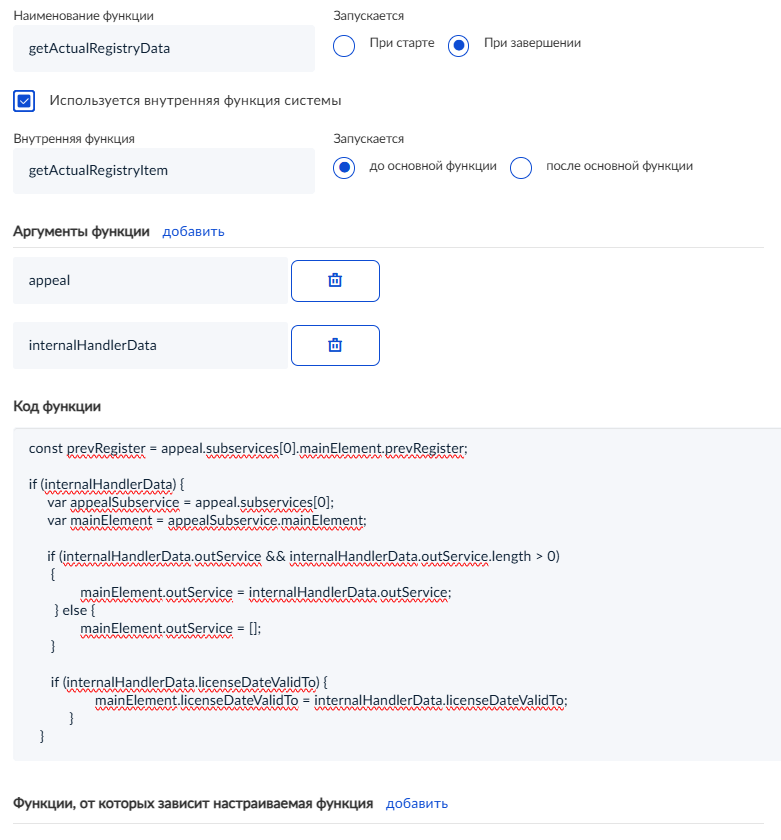 Наименование функции
Запускается
getActualRegistryData
При старте
При завершении
Используется внутренняя функция системы
Внутренняя функция
Запускается
getActualRegistryItem
до основной функции
после основной функции
Аргументы функции добавить
appeal
internalHandlerData
Код функции
const prevRegister = appeal.subservices[0].mainElement.prevRegister;
if (internalHandlerData) {
var appealSubservice = appeal.subservices[0];
var mainElement = appealSubservice.mainElement;
if (internalHandlerData.outService && internalHandlerData.outService.length > 0)
{
mainElement.outService = internalHandlerData.outService;
} else {
mainElement.outService = [];
}
if (internalHandlerData.licenseDateValidTo) {
mainElement.licenseDateValidTo = internalHandlerData.licenseDateValidTo;
}
}
Функции, от которых зависит настраиваемая функция добавить